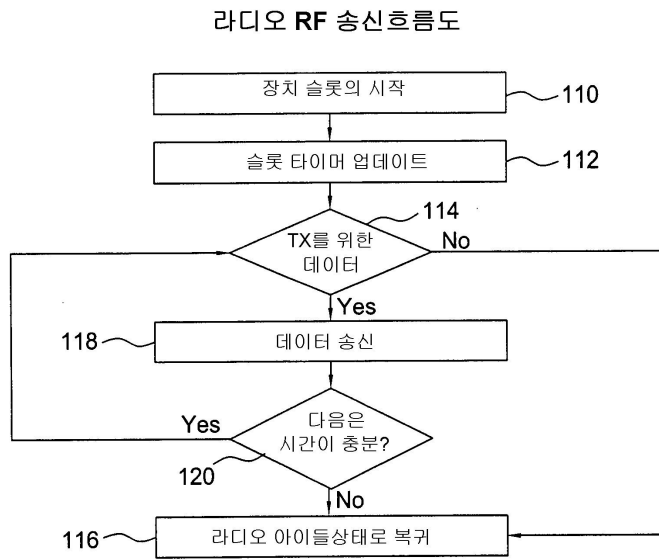 라디오 RF 송신흐름도
장치 슬롯의 시작
110
슬롯 타이머 업데이트
112
114
TX를 위한
데이터
No
Yes
118
데이터 송신
다음은
시간이 충분?
Yes
120
No
116
라디오 아이들상태로 복귀